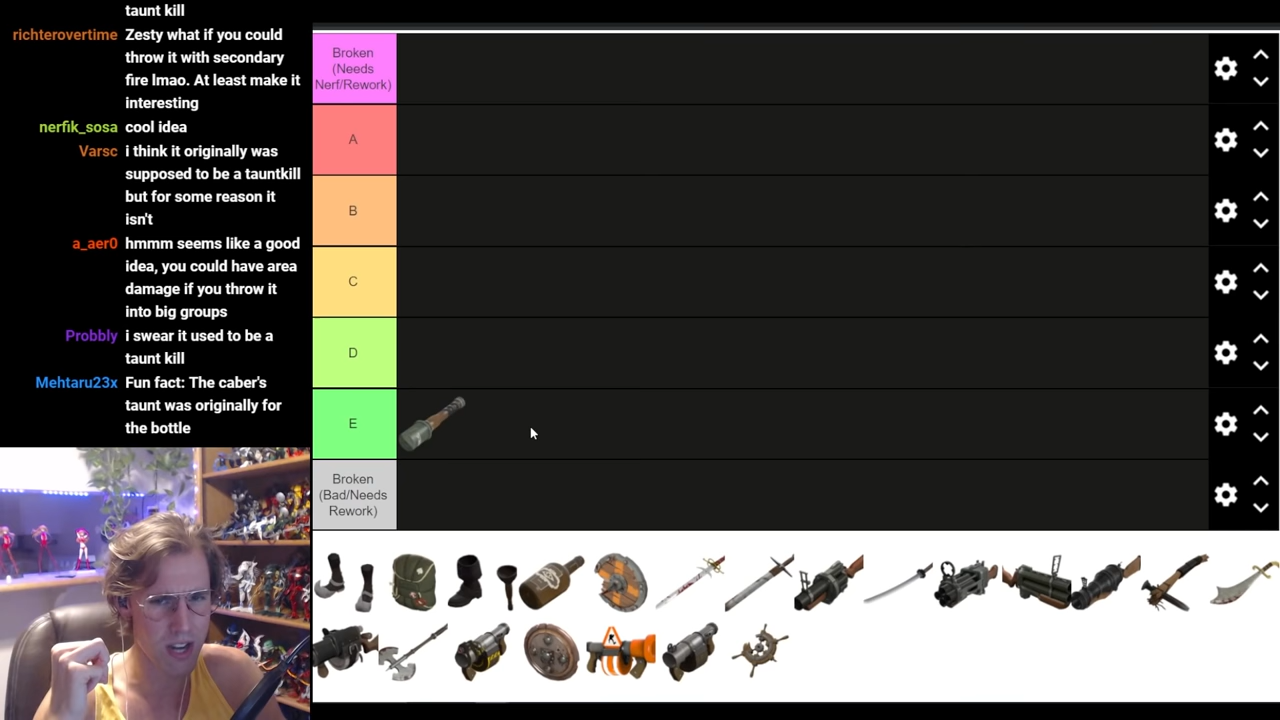 taunt kill
richterovertime Zesty what if you could
throw it with secondary
fire lmao. At least make it
interesting
nerfik_sosa cool idea
Varsc i think it originally was
supposed to be a tauntkill
but for some reason it
isn't
a_aer0 hmmm seems like a good
idea, you could have area
damage if you throw it
into big groups
Probbly i swear it used to be a
taunt kill
Mehtaru23x Fun fact: The caber's
taunt was originally for
the bottle
Broken
(Needs
Nerf/Rework)
A
B
C
D
E
Broken
(Bad/Needs
Rework)